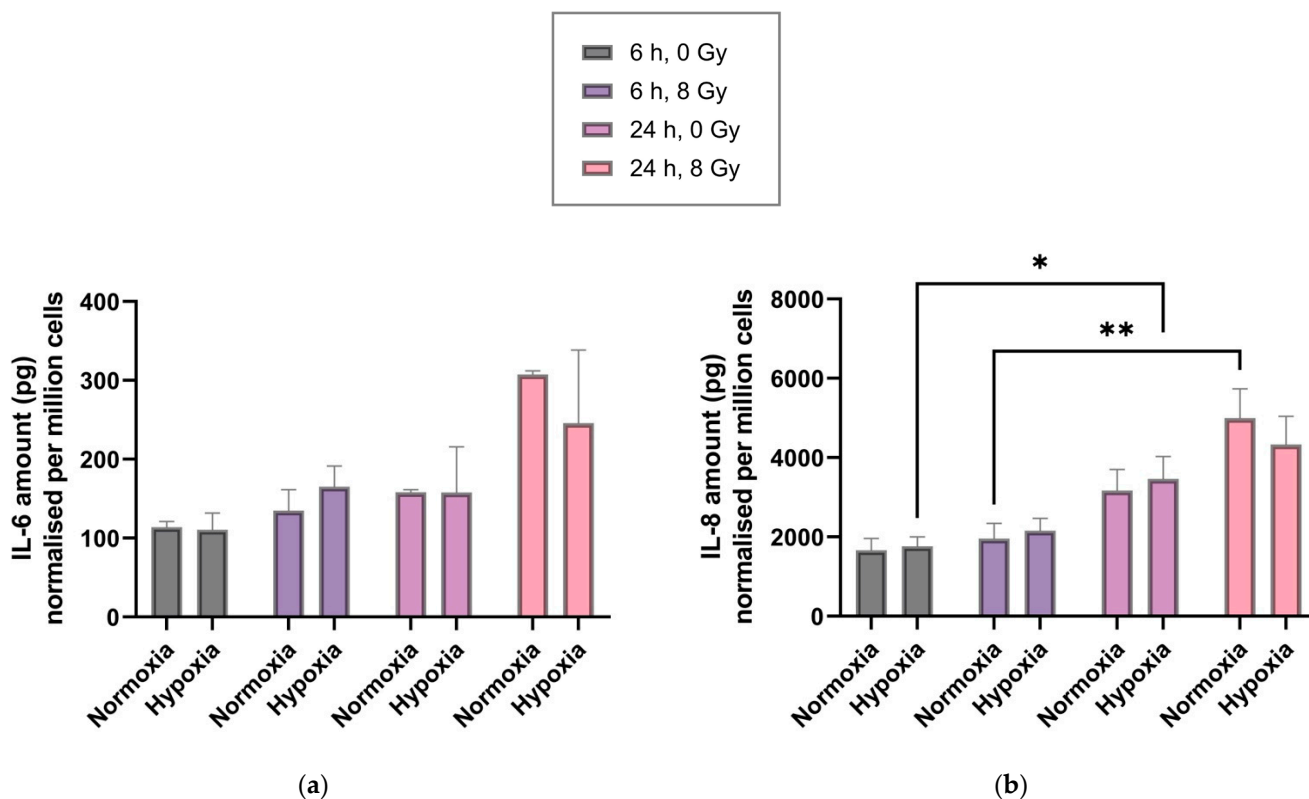 6 h, 0 Gy
6 h, 8 Gy
24 h, 0 Gy
24 h, 8 Gy
IL-6 amount (pg)
normalised per million cells
400
300
200
100
0
Normoxia
Hypoxia
Normoxia
Hypoxia
Normoxia
Hypoxia
Normoxia
Hypoxia
(a)
IL-8 amount (pg)
normalised per million cells
8000
6000
4000
2000
0
*
**
Normoxia
Hypoxia
Normoxia
Hypoxia
Normoxia
Hypoxia
Normoxia
Hypoxia
(b)